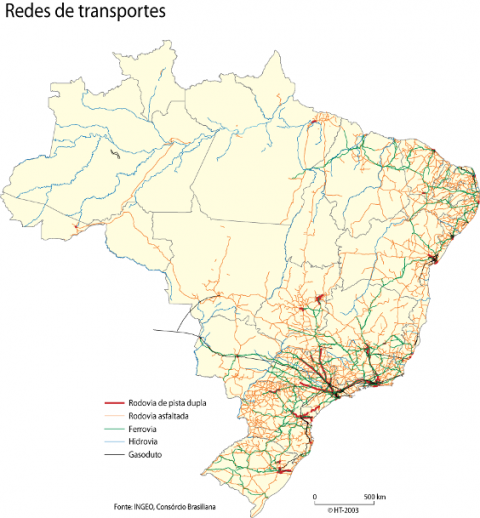 Redes de transportes
Rodovia de pista dupla
Rodovia asfaltada
Ferrovia
Hidrovia
Gasoduto
Fonte: INGEO, Consórcio Brasiliana
0 500 km
© HT-2003